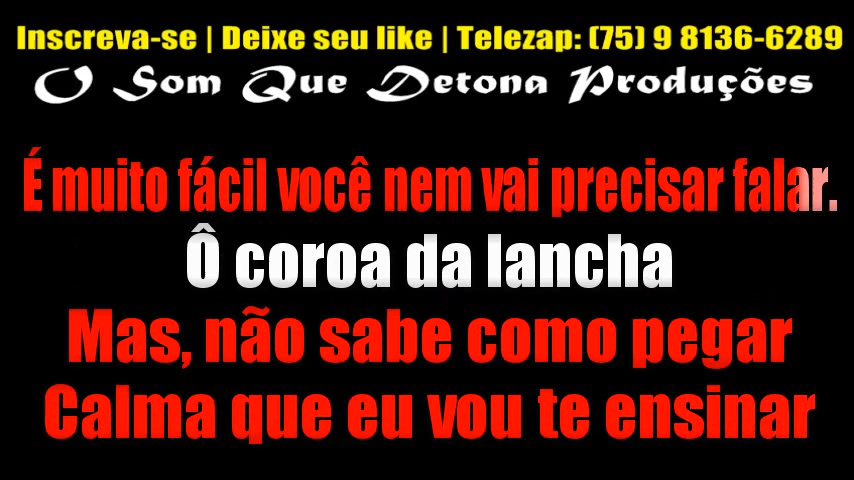 Inscreva-se | Deixe seu like | Telezap: (75) 9 8136-6289
O Som Que Detona Produções
É muito fácil você nem vai precisar falar.
Ô coroa da lancha
Mas, não sabe como pegar
Calma que eu vou te ensinar